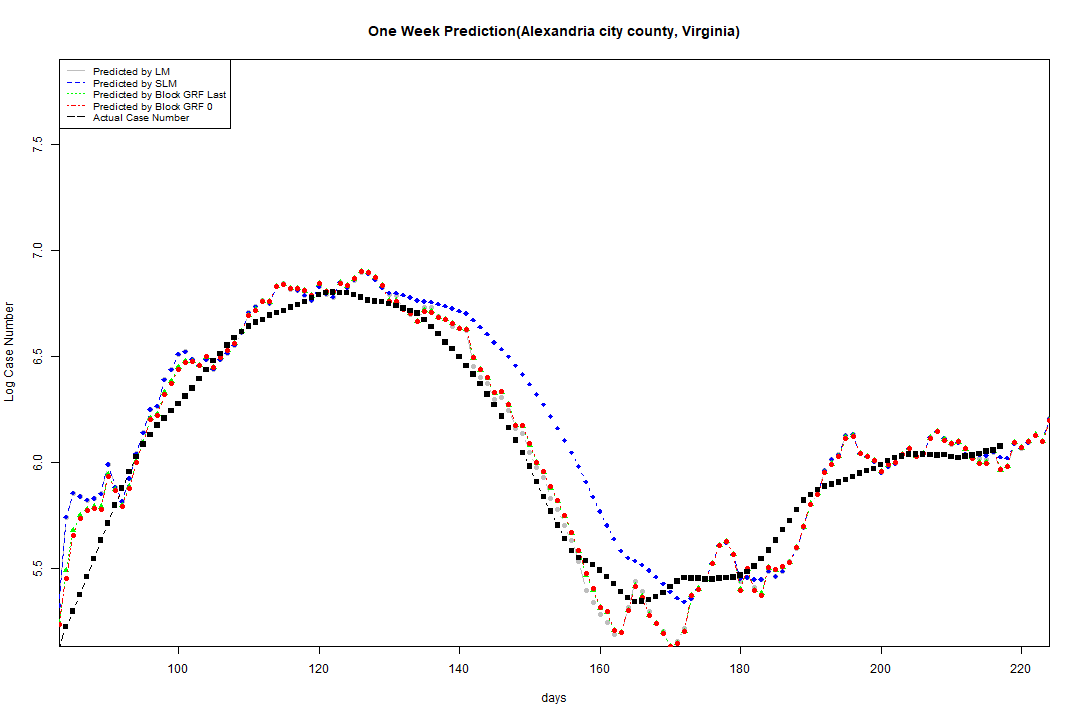 One Week Prediction(Alexandria city county, Virginia)
Predicted by LM
Predicted by SLM
Predicted by Block GRF Last
Predicted by Block GRF 0
Actual Case Number
7.5
7.0
6.5
6.0
5.5
Log Case Number
100 120 140 160 180 200 220
days